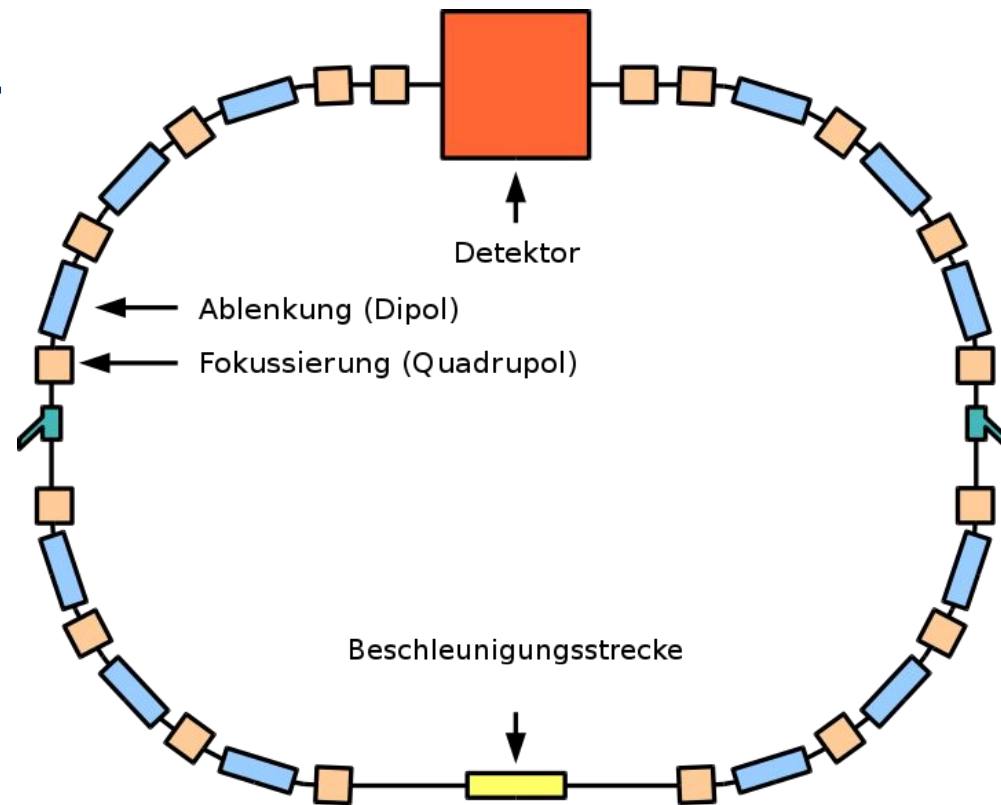 Detektor
Ablenkung (Dipol)
Fokussierung (Quadrupol)
Beschleunigungsstrecke